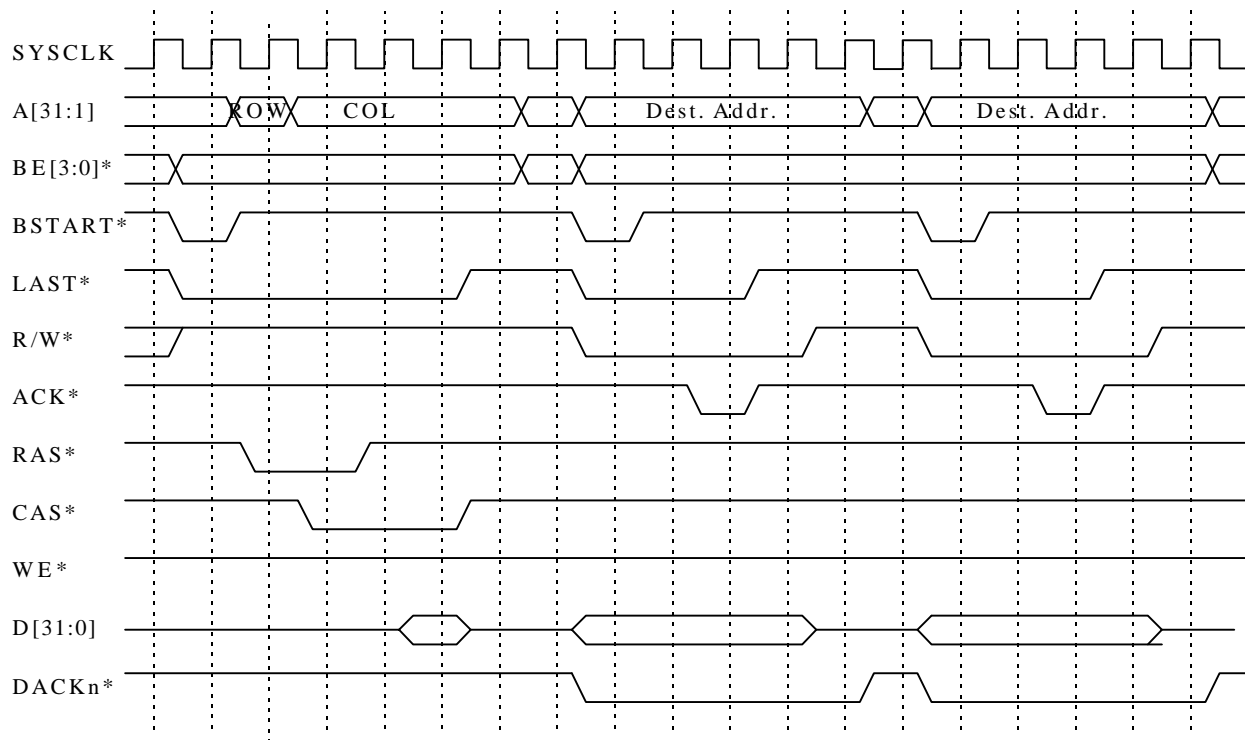 SYSCLK
A[31:1] ROW COL Dest. Addr. Dest. Addr.
BE[3:0]*
BSTART*
LAST*
R/W*
ACK*
RAS*
CAS*
WE*
D[31:0]
DACKn*